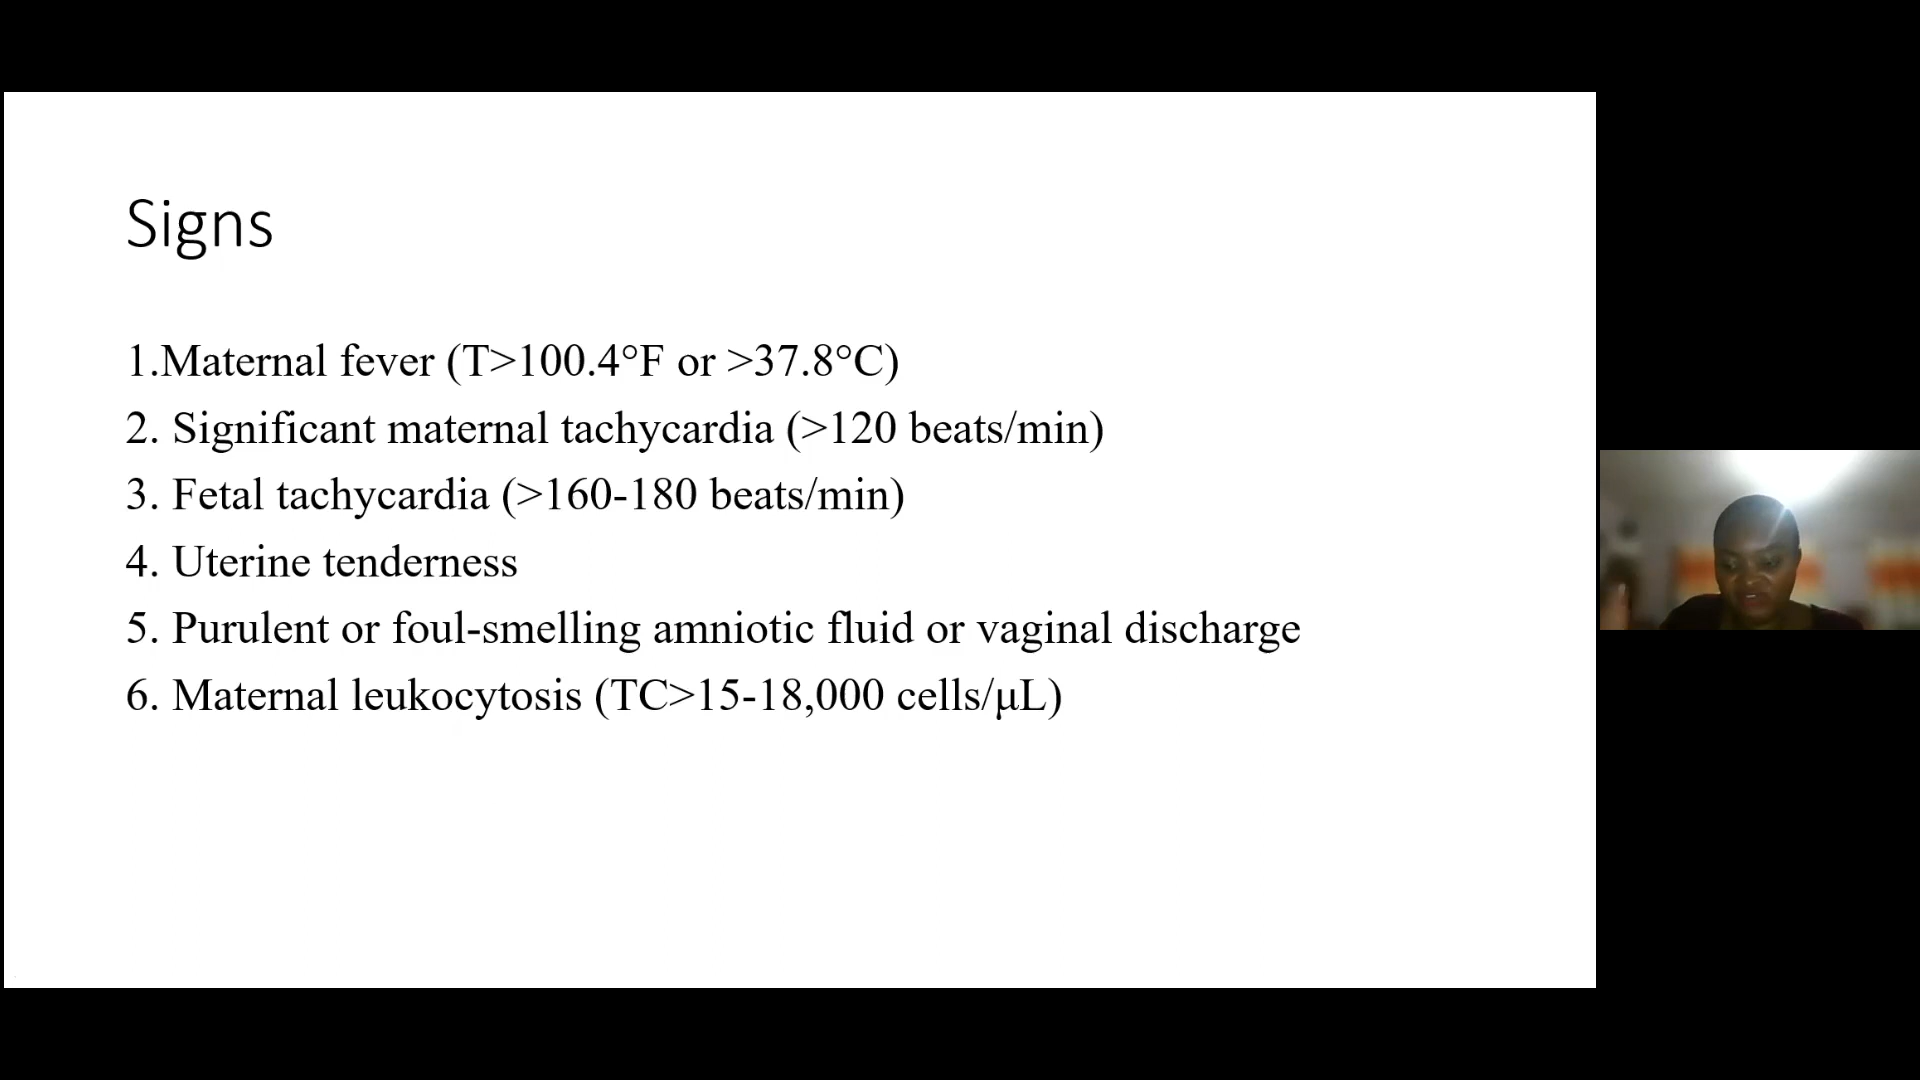 Signs
1.Maternal fever (T>100.4°F or >37.8°C)
2. Significant maternal tachycardia (>120 beats/min)
3. Fetal tachycardia (>160-180 beats/min)
4. Uterine tenderness
5. Purulent or foul-smelling amniotic fluid or vaginal discharge
6. Maternal leukocytosis (TC>15-18,000 cells/μL)